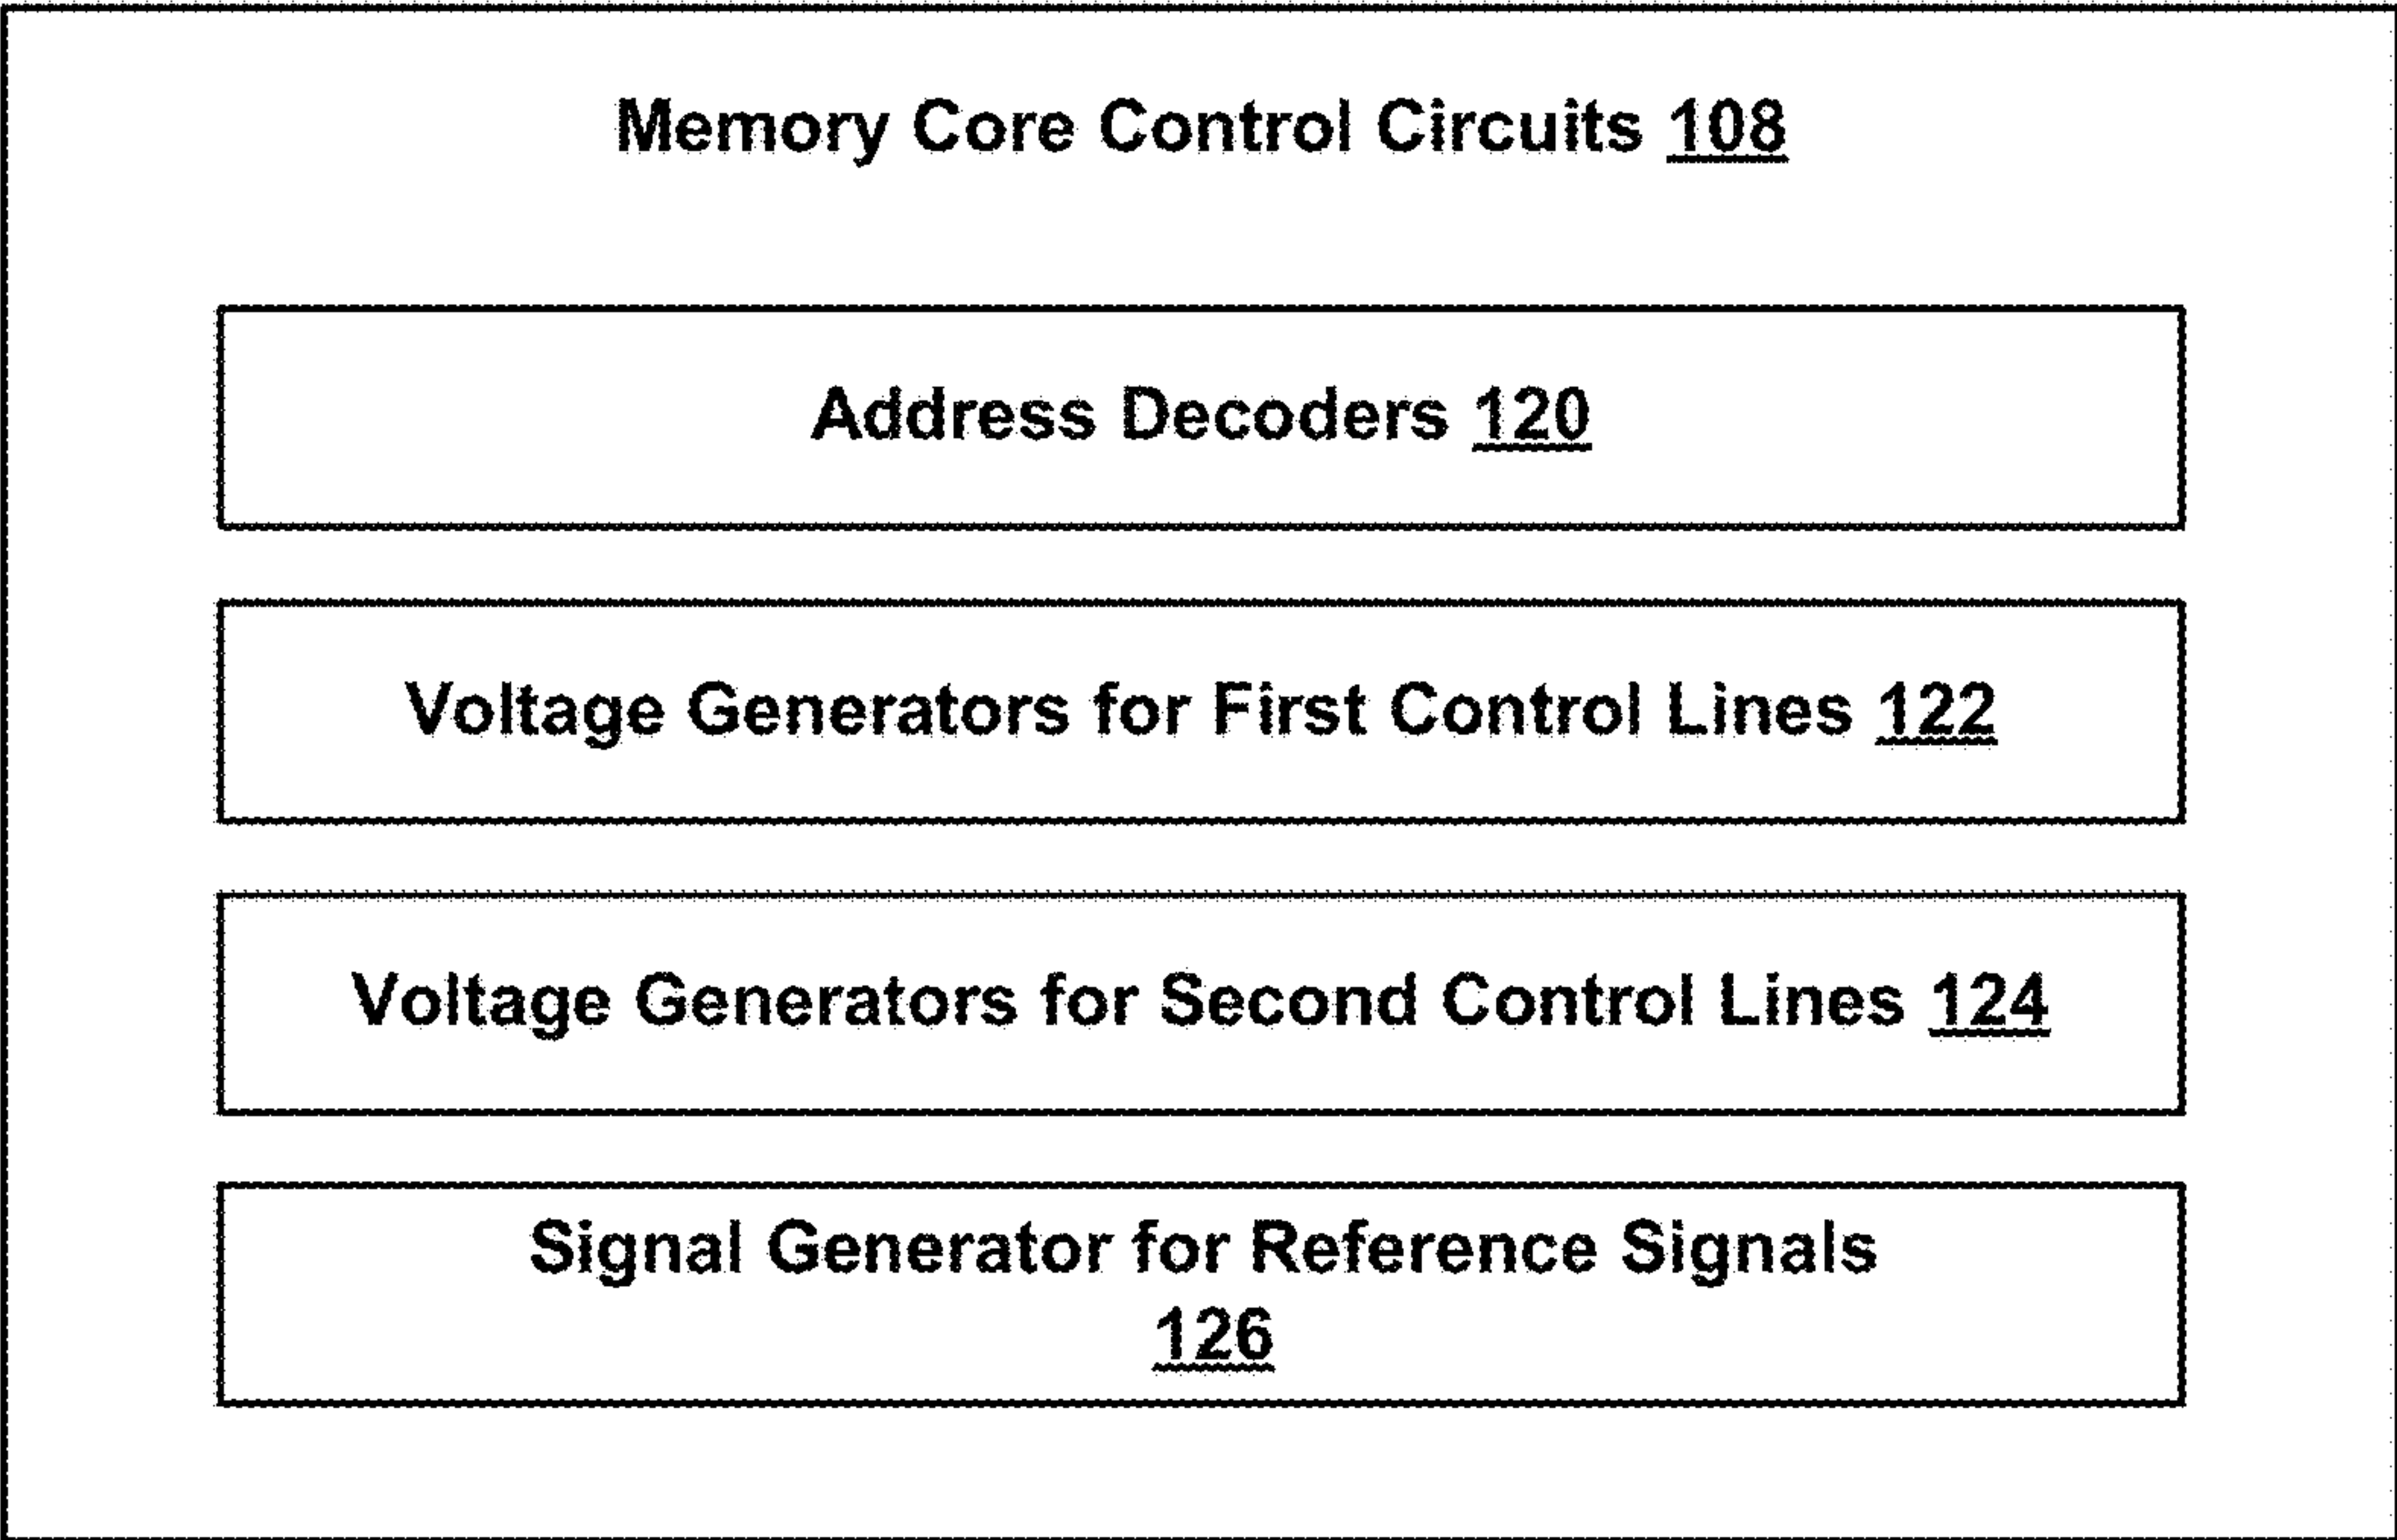 Memory Core Control Circuits 108
Address Decoders 120
Voltage Generators for First Control Lines 122
Voltage Generators for Second Control Lines 124
Signal Generator for Reference Signals
126